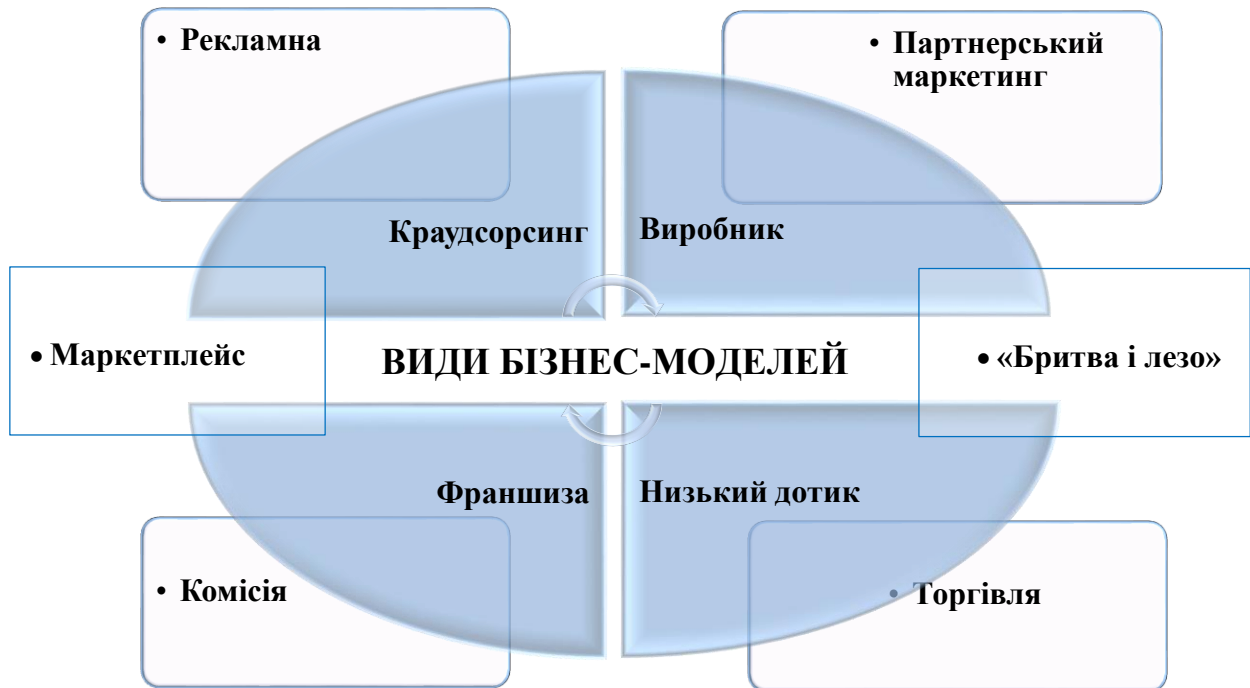 • Рекламна
• Партнерський
маркетинг
Краудсорсинг
Виробник
• Маркетплейс
ВИДИ БІЗНЕС-МОДЕЛЕЙ
• «Бритва і лезо»
Франшиза
Низький дотик
• Комісія
• Торгівля